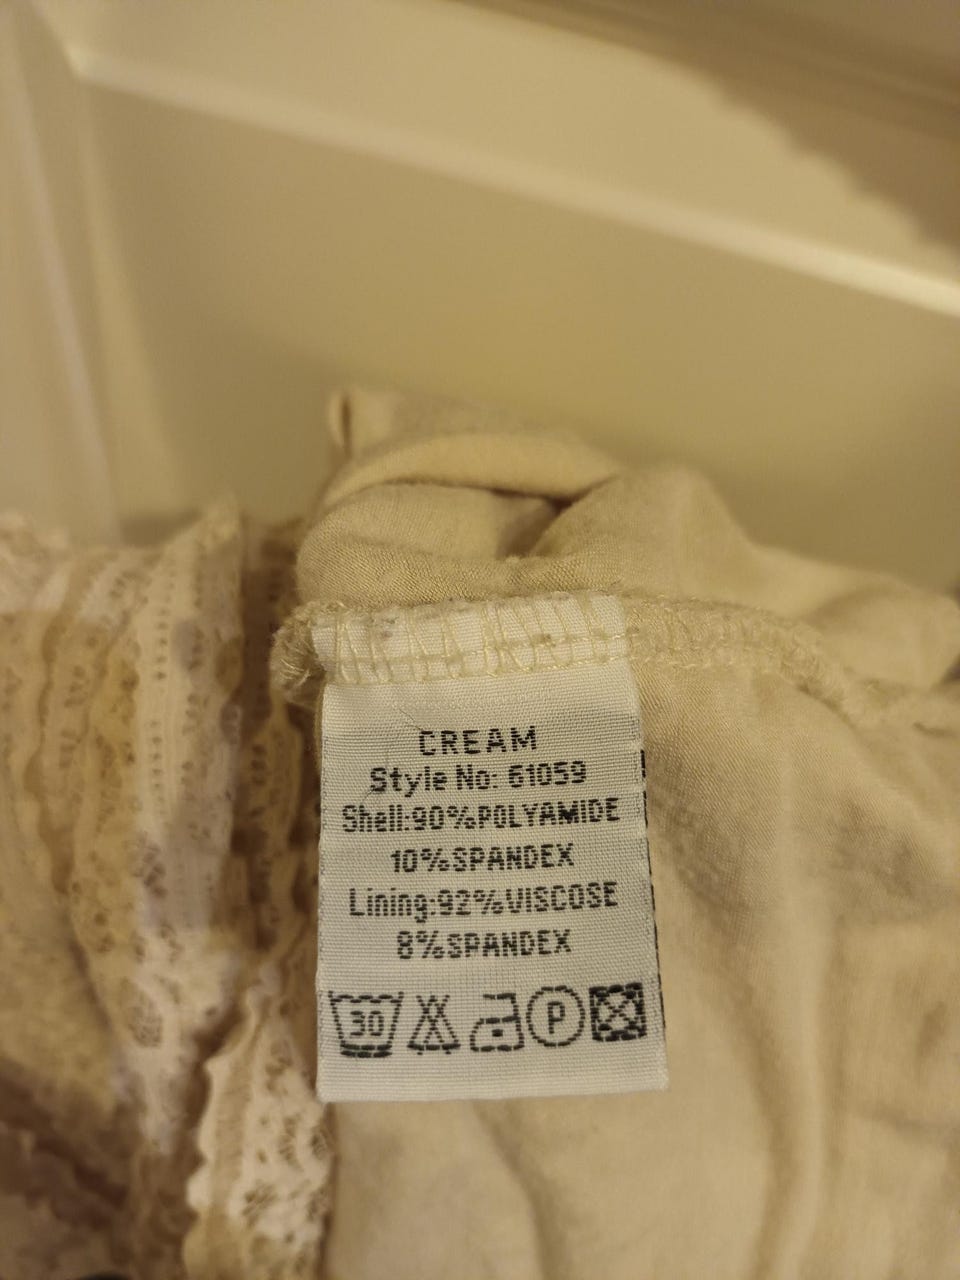 CREAM
Style No: 61059
Shell:90%POLYAMIDE
10%SPANDEX
Lining:92%VISCOSE
8%SPANDEX
30 P